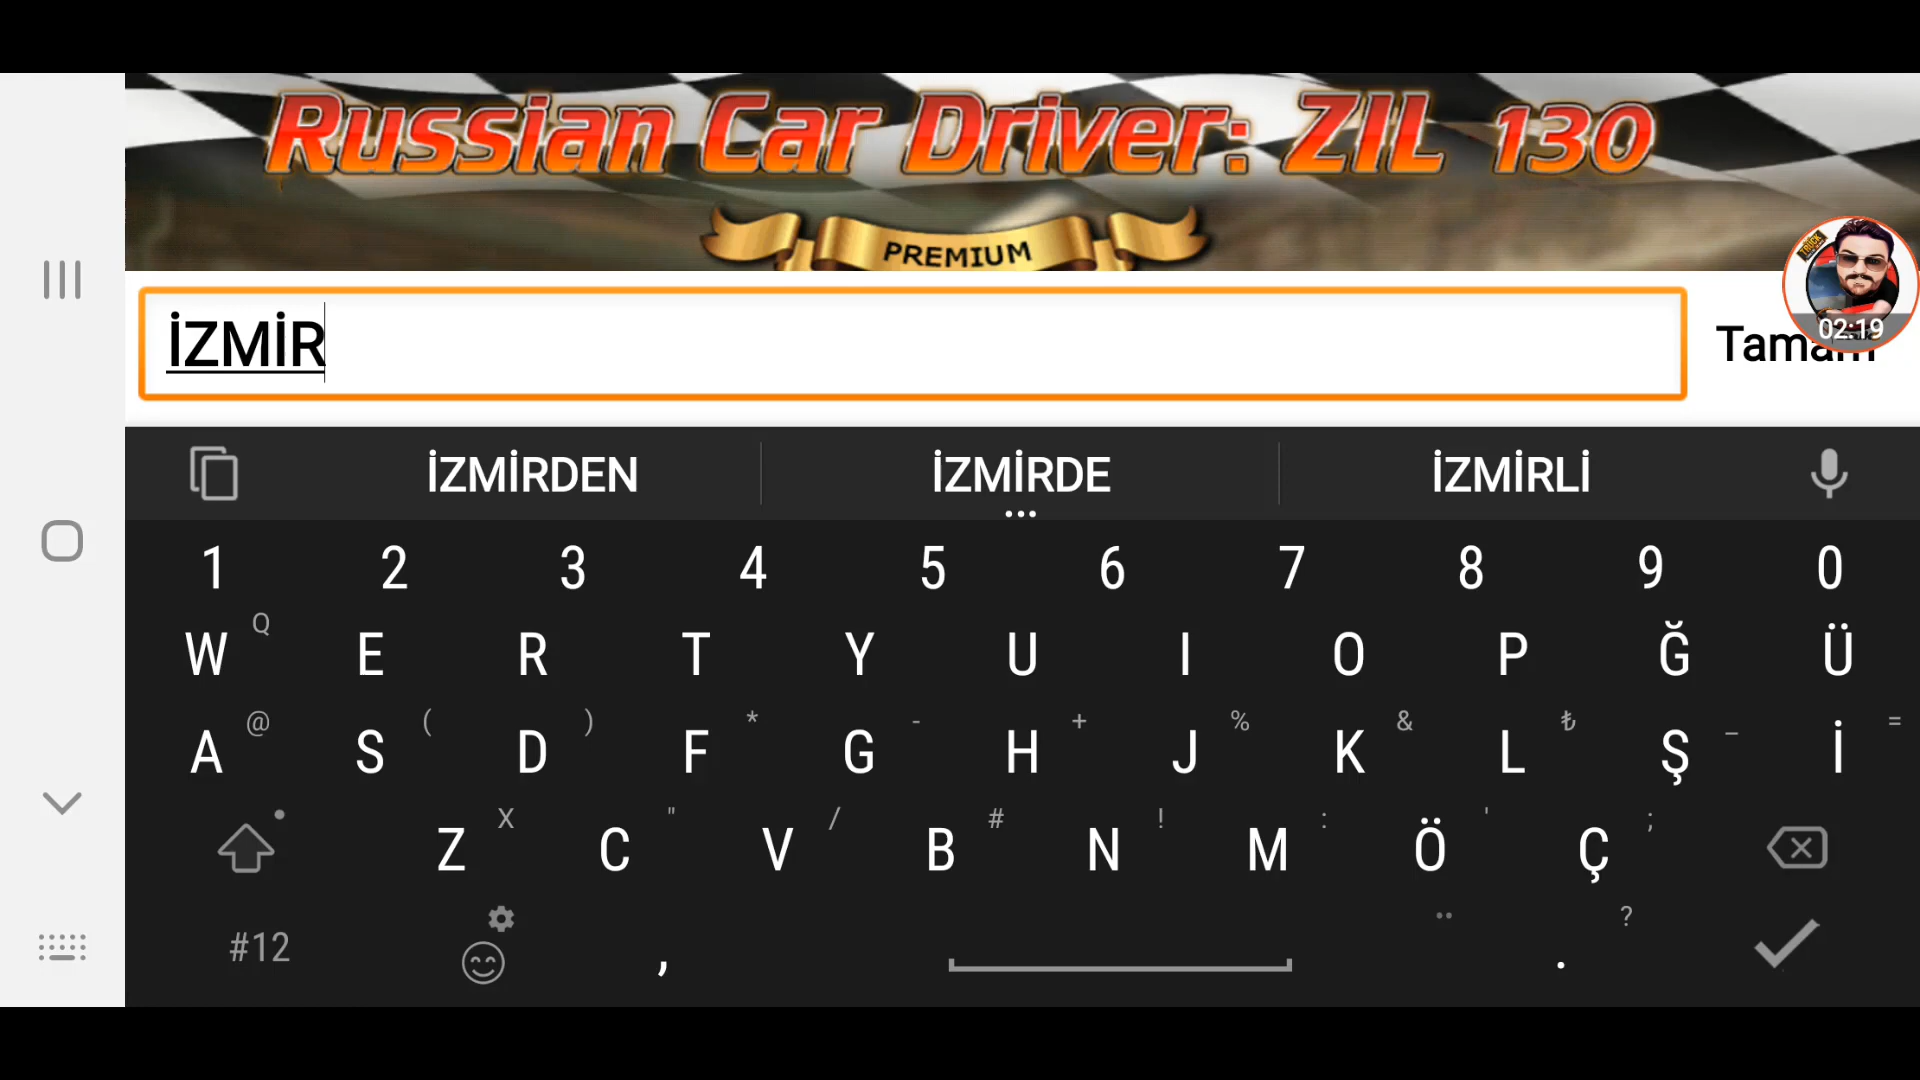 Russian Car Driver: ZIL 130
PREMIUM
TRUCK
02:19
İZMİR
Tamam
İZMİRDEN İZMİRDE İZMİRLİ
...
1 2 3 4 5 6 7 8 9 0
Q
W E R T Y U I O P Ğ Ü
@ ( ) * - + % & ₺ _ =
A S D F G H J K L Ş İ
X " / # ! : ' ;
Z C V B N M Ö Ç
?
#12 , .